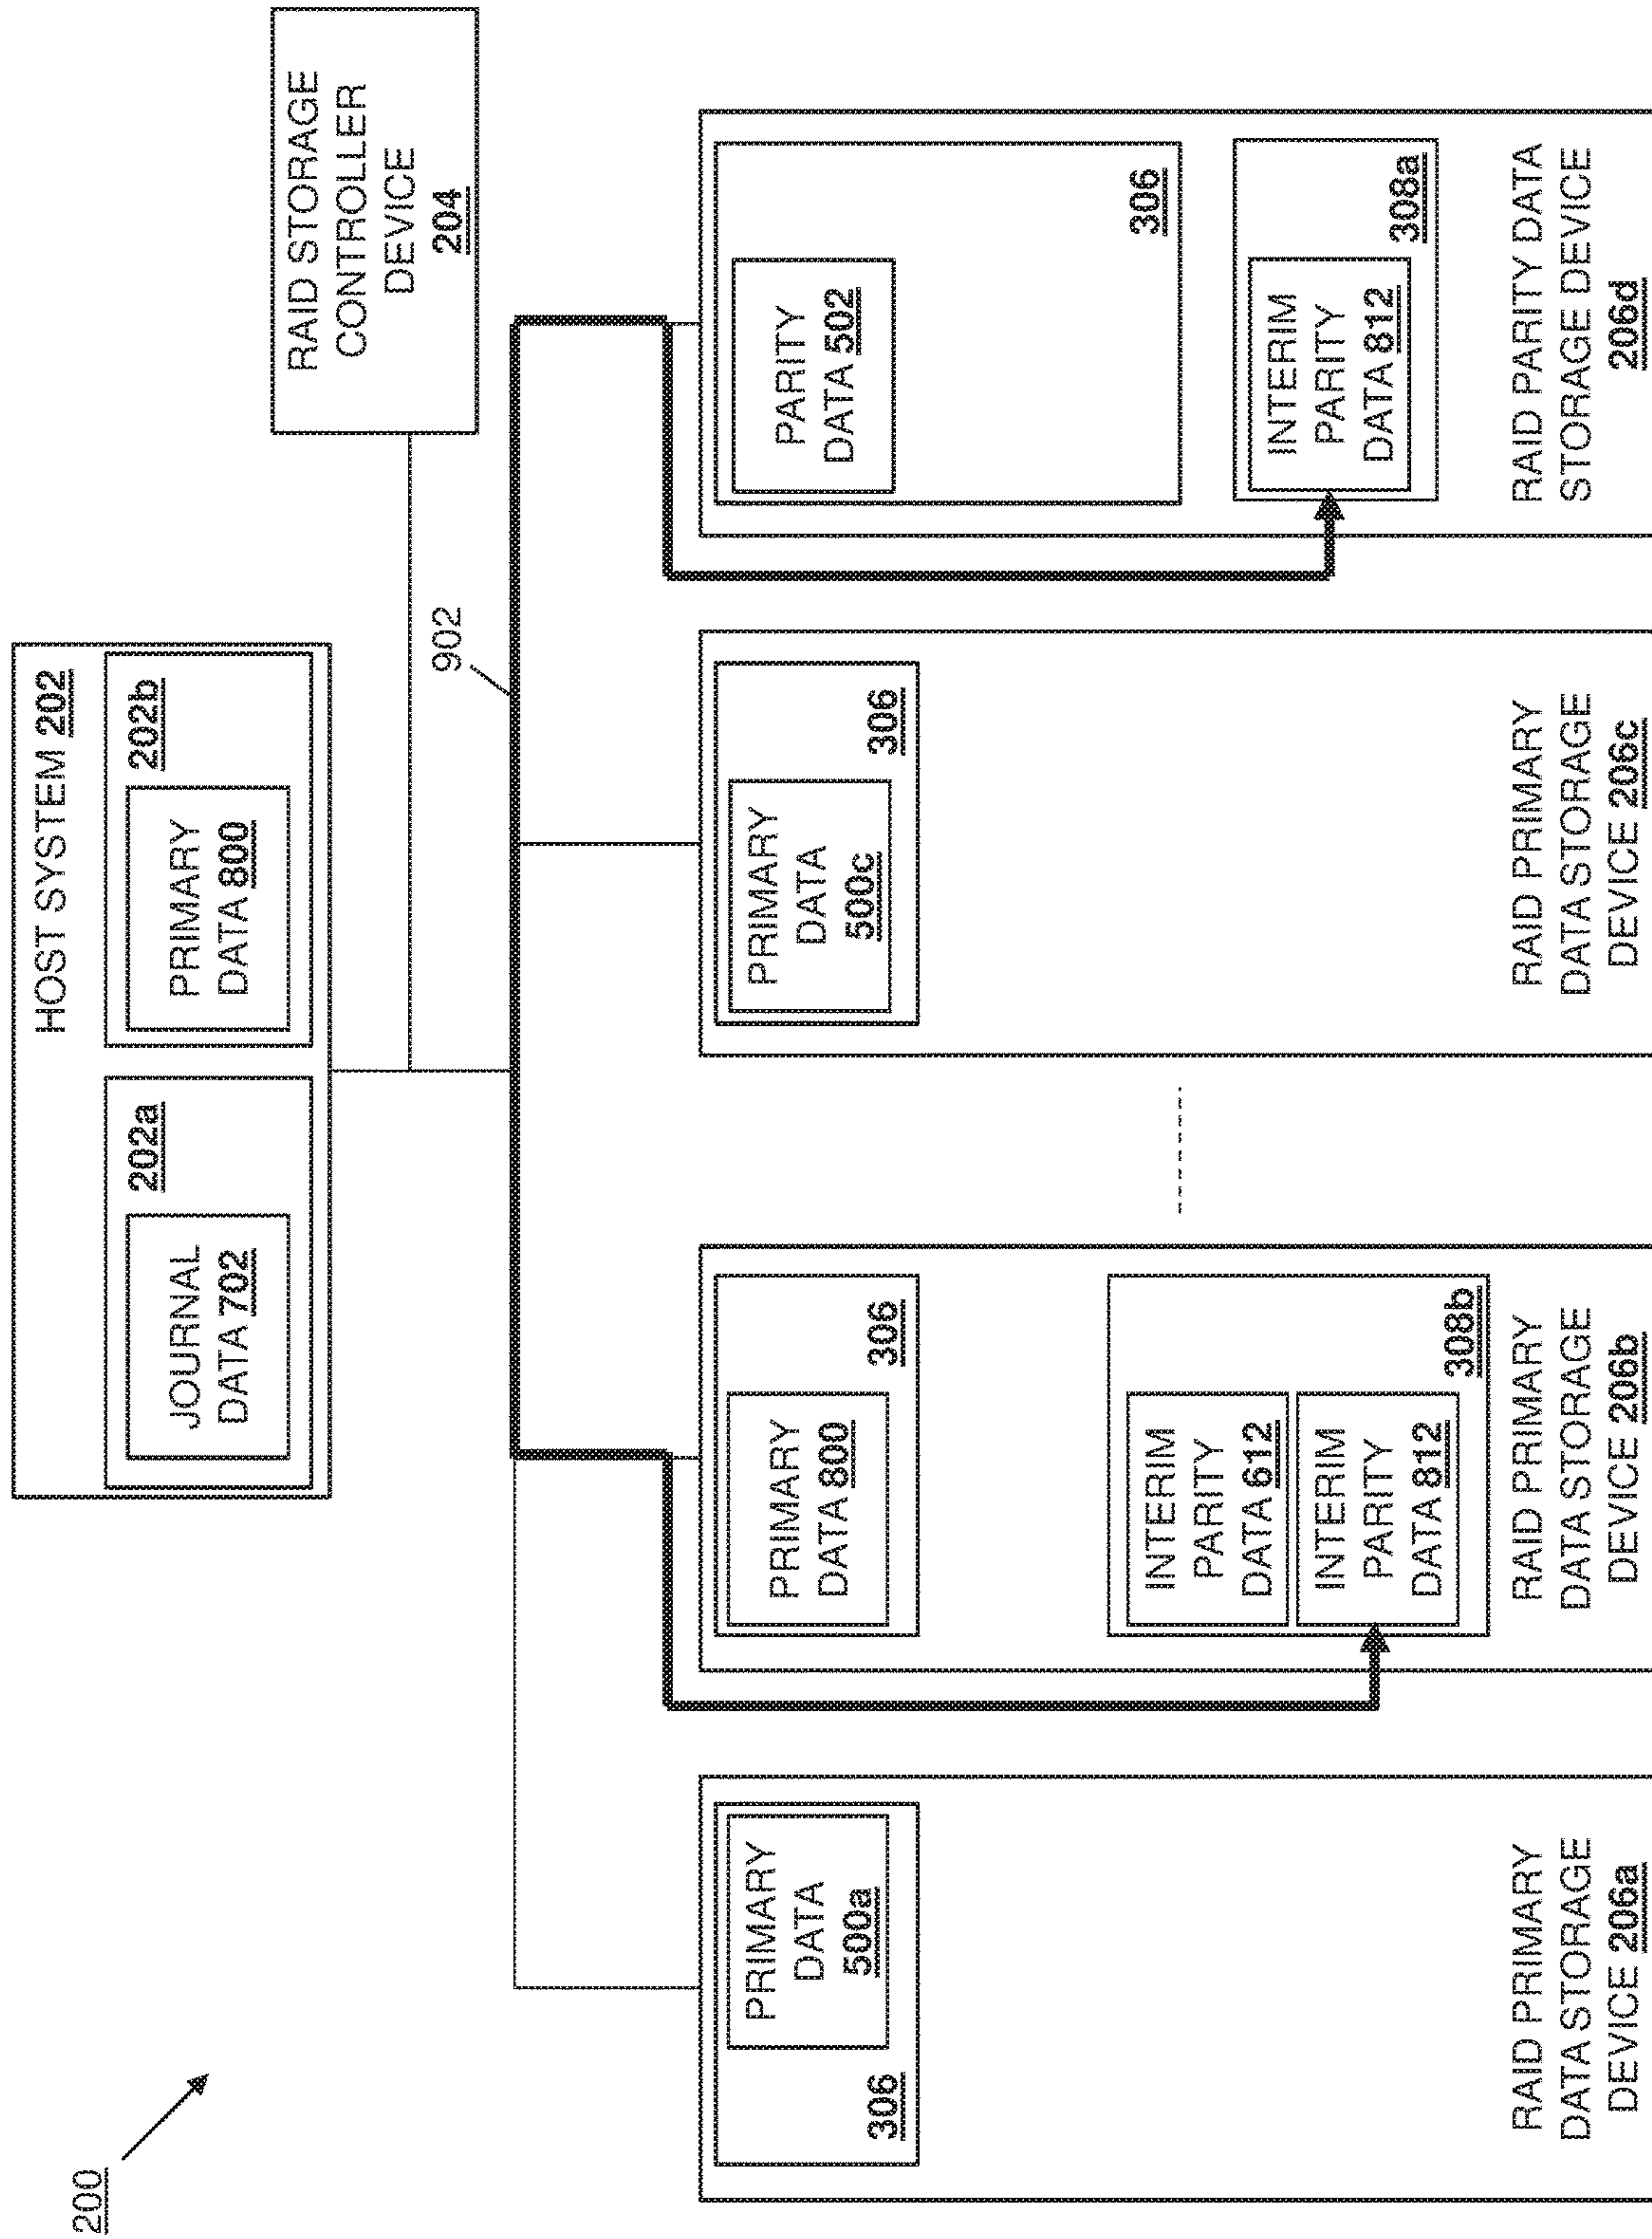 200
HOST SYSTEM 202
JOURNAL
DATA 702
202a
PRIMARY
DATA 800
202b
RAID STORAGE
CONTROLLER
DEVICE
204
902
306
PRIMARY
DATA
500a
RAID PRIMARY
DATA STORAGE
DEVICE 206a
PRIMARY
DATA 800
306
INTERIM
PARITY
DATA 612
INTERIM
PARITY
DATA 812
308b
RAID PRIMARY
DATA STORAGE
DEVICE 206b
PRIMARY
DATA
500c
306
RAID PRIMARY
DATA STORAGE
DEVICE 206c
PARITY
DATA 502
306
INTERIM
PARITY
DATA 812
308a
RAID PARITY DATA
STORAGE DEVICE
206d